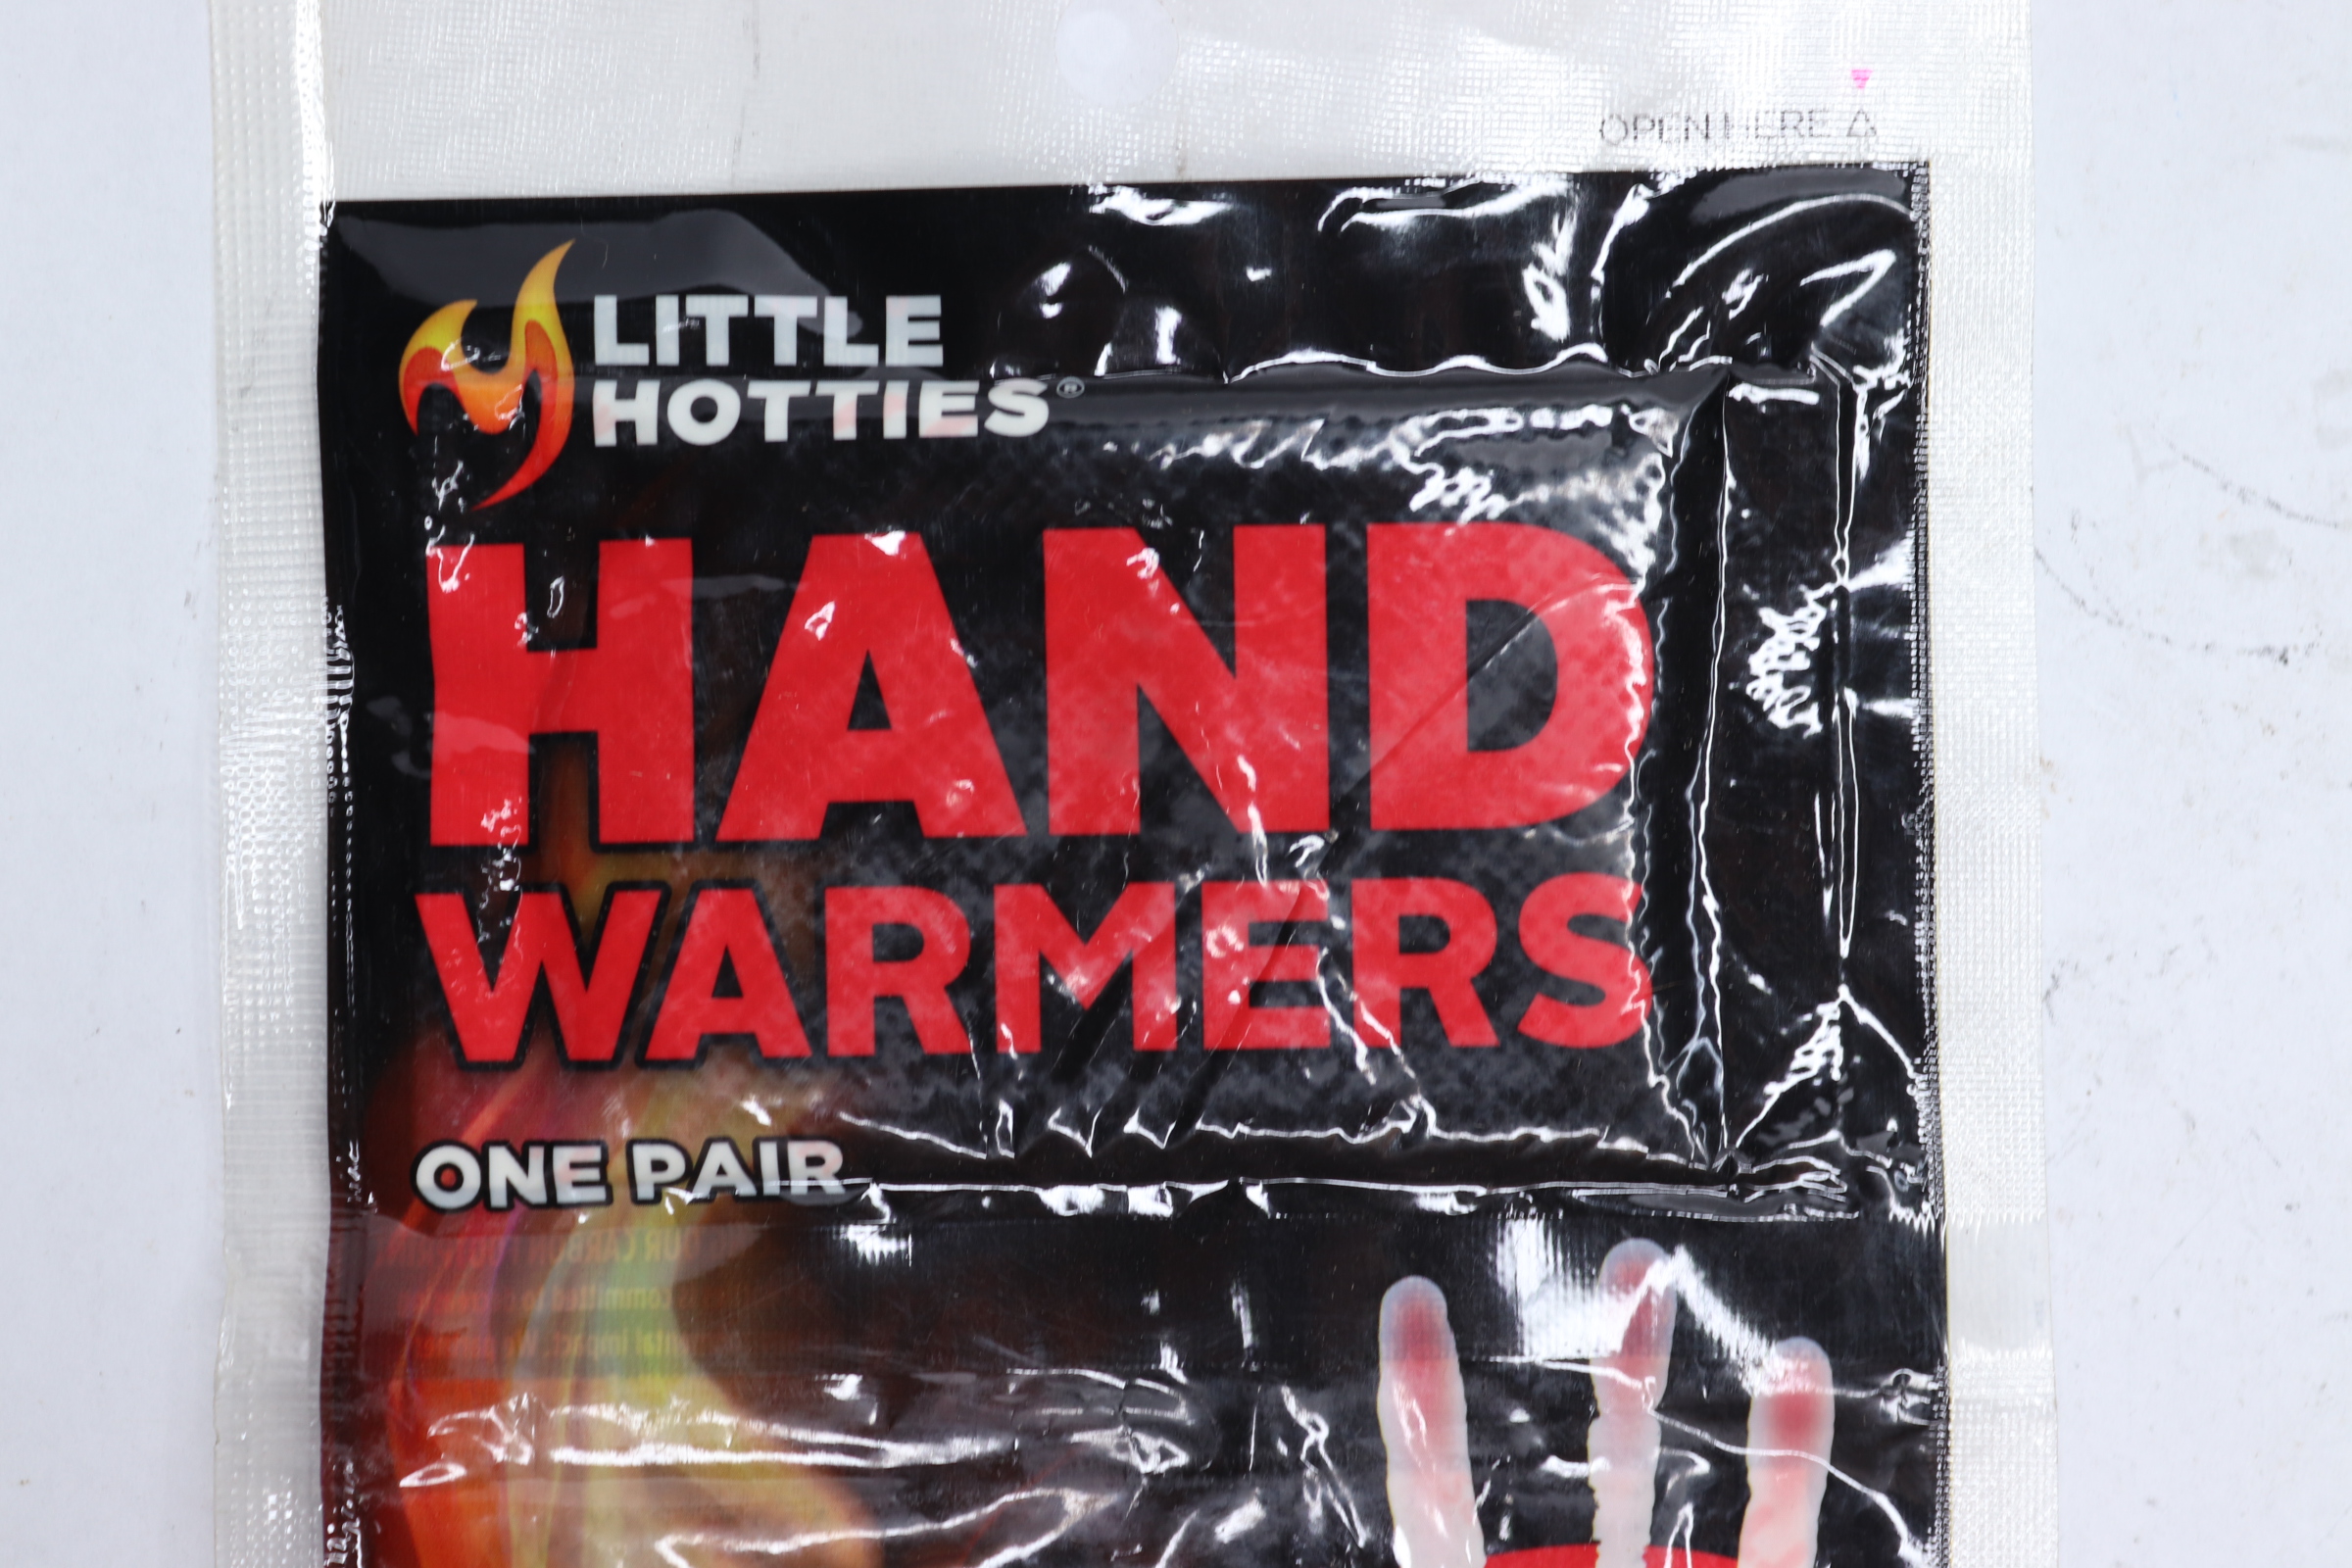 OPEN HERE △
LITTLE
HOTTIES®
HAND
WARMERS
ONE PAIR